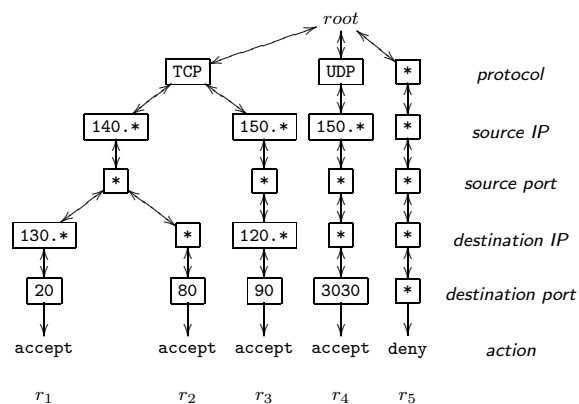 root
TCP UDP * protocol
140.* 150.* 150.* * source IP
* * * * source port
130.* * 120.* * * destination IP
20 80 90 3030 * destination port
accept accept accept accept deny action
r1 r2 r3 r4 r5